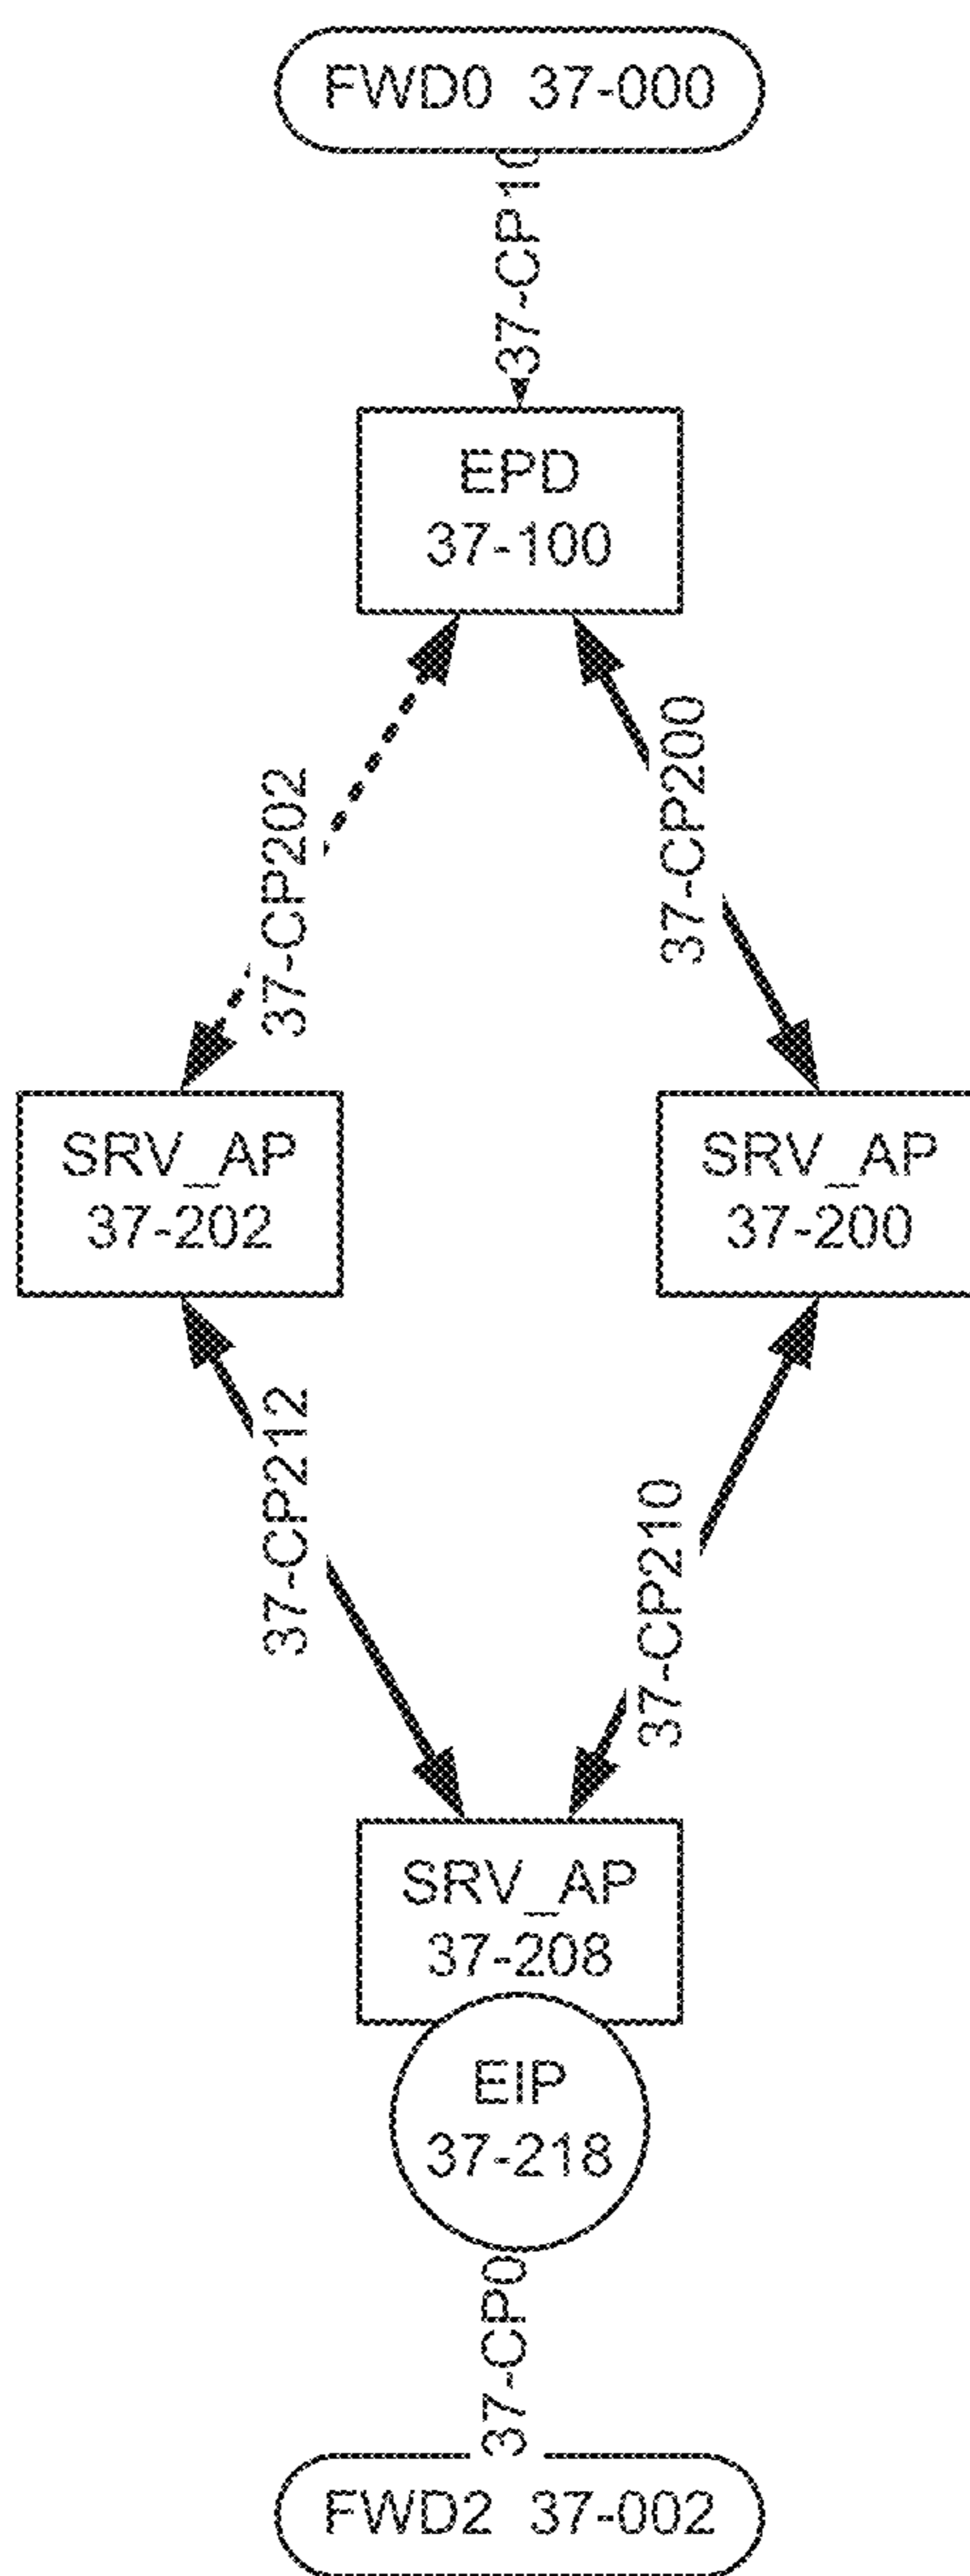 FWD0 37-000
37-CP10
EPD
37-100
37-CP202
37-CP200
SRV_AP
37-202
SRV_AP
37-200
37-CP212
37-CP210
SRV_AP
37-208
EIP
37-218
37-CP0
FWD2 37-002